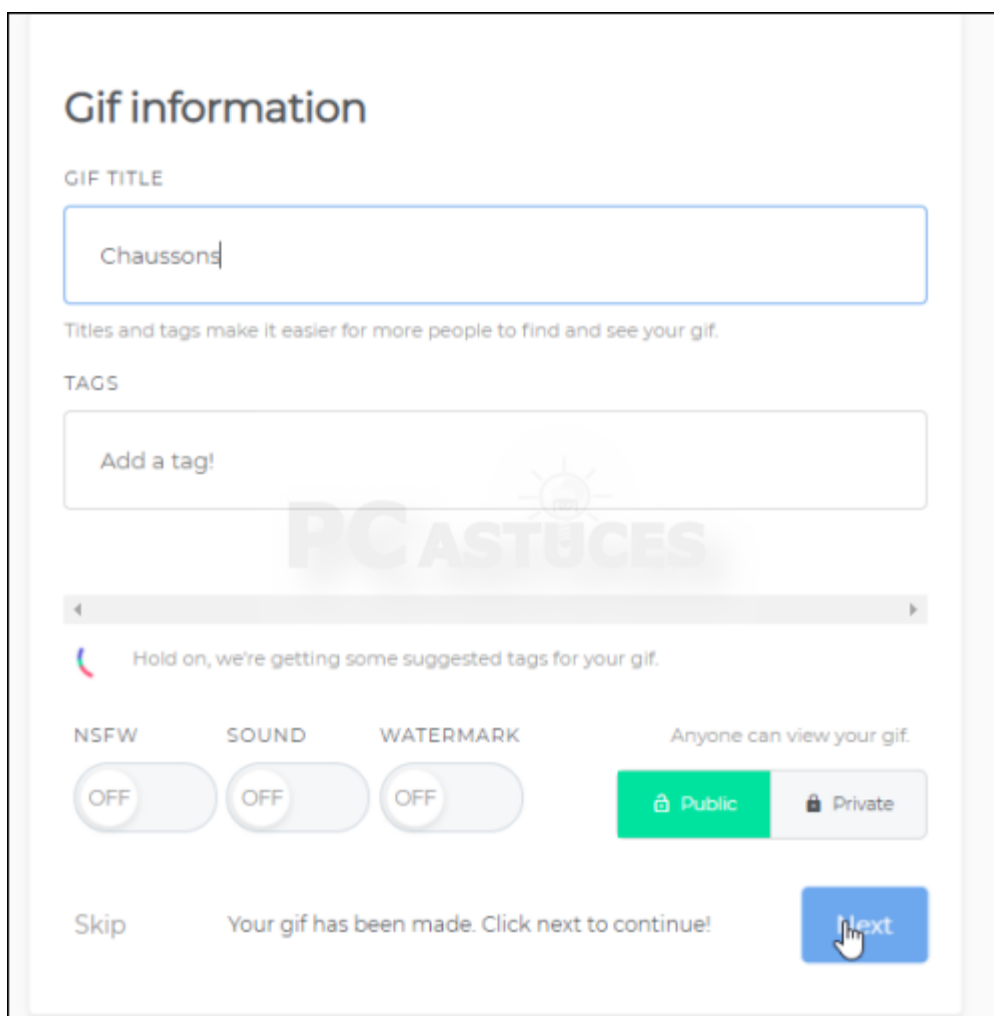 Gif information
GIF TITLE
Chaussons
Titles and tags make it easier for more people to find and see your gif.
TAGS
Add a tag!
PC ASTUCES
Hold on, we're getting some suggested tags for your gif.
NSFW SOUND WATERMARK Anyone can view your gif.
OFF OFF OFF Public Private
Skip Your gif has been made. Click next to continue! Next